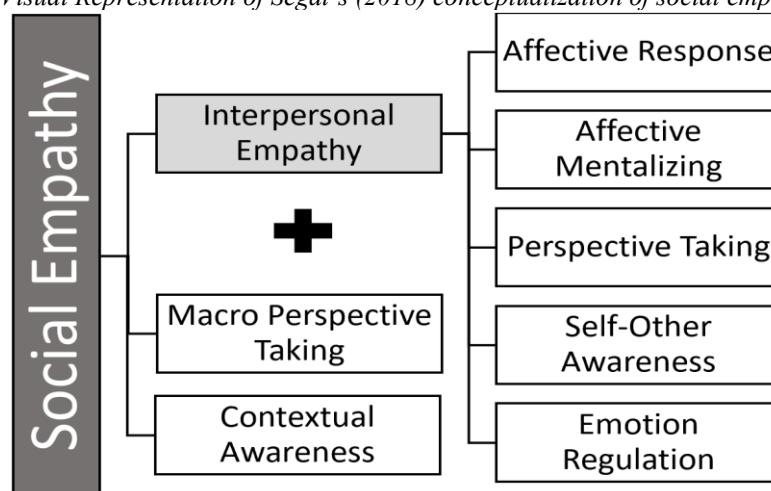 Visual Representation of Segal's (2018) conceptualization of social emp
Social Empathy
Interpersonal
Empathy
Macro Perspective
Taking
Contextual
Awareness
Affective Response
Affective
Mentalizing
Perspective Taking
Self-Other
Awareness
Emotion
Regulation